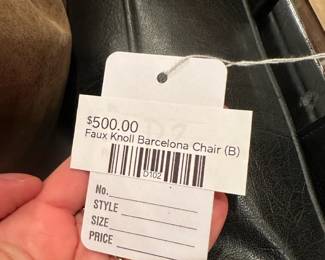 $500.00
Faux Knoll Barcelona Chair (B)
D102
No.
STYLE
SIZE
PRICE